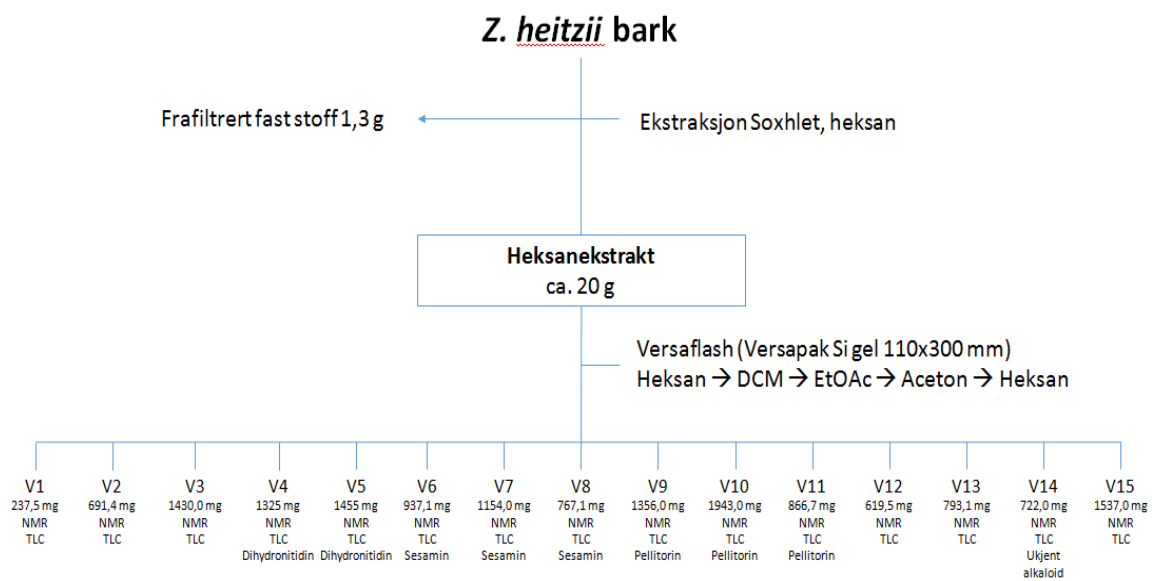 Z. heitzii bark
Frafiltrert fast stoff 1,3 g
Ekstraksjon Soxhlet, heksan
Heksanekstrakt
ca. 20 g
Versaflash (Versapak Si gel 110x300 mm)
Heksan → DCM → EtOAc → Aceton → Heksan
V1 V2 V3 V4 V5 V6 V7 V8 V9 V10 V11 V12 V13 V14 V15
237,5 mg 691,4 mg 1430,0 mg 1325 mg 1455 mg 937,1 mg 1154,0 mg 767,1 mg 1356,0 mg 1943,0 mg 866,7 mg 619,5 mg 793,1 mg 722,0 mg 1537,0 mg
NMR NMR NMR NMR NMR NMR NMR NMR NMR NMR NMR NMR NMR NMR NMR
TLC TLC TLC TLC TLC TLC TLC TLC TLC TLC TLC TLC TLC TLC TLC
Dihydronitidin Dihydronitidin Sesamin Sesamin Sesamin Pellitorin Pellitorin Pellitorin Ukjent
alkaloid